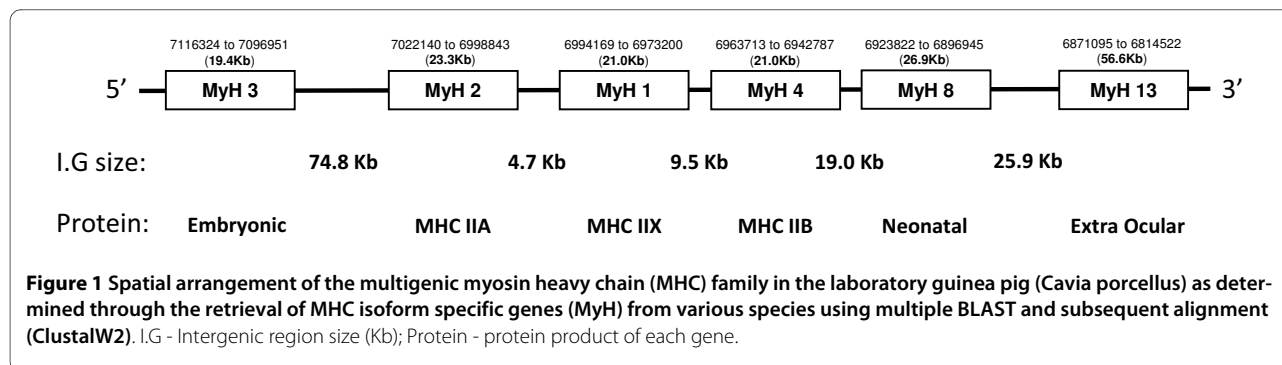 7116324 to 7096951 7022140 to 6998843 6994169 to 6973200 6963713 to 6942787 6923822 to 6896945 6871095 to 6814522
(19.4Kb) (23.3Kb) (21.0Kb) (21.0Kb) (26.9Kb) (56.6Kb)
5’ MyH 3 MyH 2 MyH 1 MyH 4 MyH 8 MyH 13 3’
I.G size: 74.8 Kb 4.7 Kb 9.5 Kb 19.0 Kb 25.9 Kb
Protein: Embryonic MHC IIA MHC IIX MHC IIB Neonatal Extra Ocular
Figure 1 Spatial arrangement of the multigenic myosin heavy chain (MHC) family in the laboratory guinea pig (Cavia porcellus) as deter-
mined through the retrieval of MHC isoform specific genes (MyH) from various species using multiple BLAST and subsequent alignment
(ClustalW2). I.G - Intergenic region size (Kb); Protein - protein product of each gene.